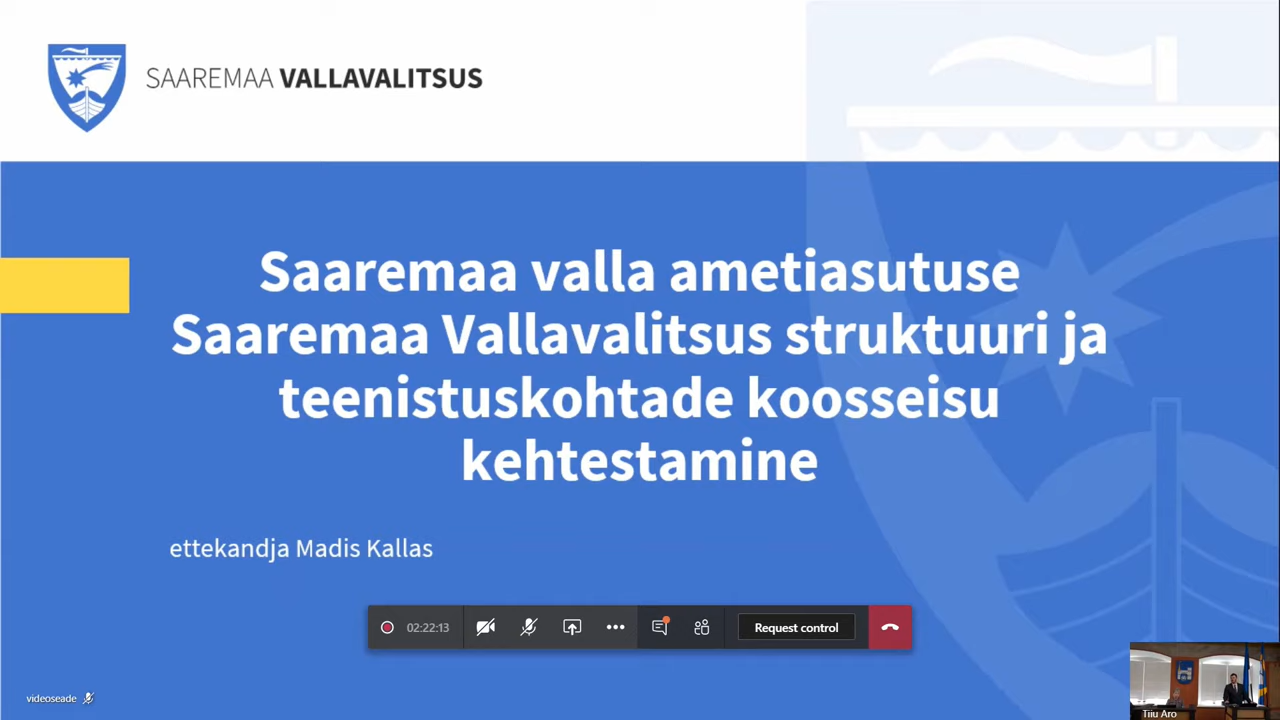 SAAREMAA VALLAVALITSUS
Saaremaa valla ametiasutuse
Saaremaa Vallavalitsus struktuuri ja
teenistuskohtade koosseisu
kehtestamine
ettekandja Madis Kallas
02:22:13
Request control
videoseade
Tiiu Aro